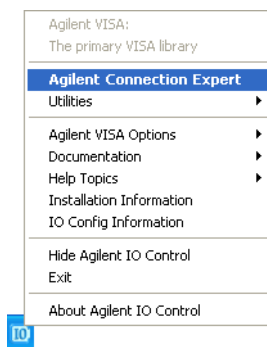 Agilent VISA:
The primary VISA library
Agilent Connection Expert
Utilities
Agilent VISA Options
Documentation
Help Topics
Installation Information
IO Config Information
Hide Agilent IO Control
Exit
About Agilent IO Control
IO